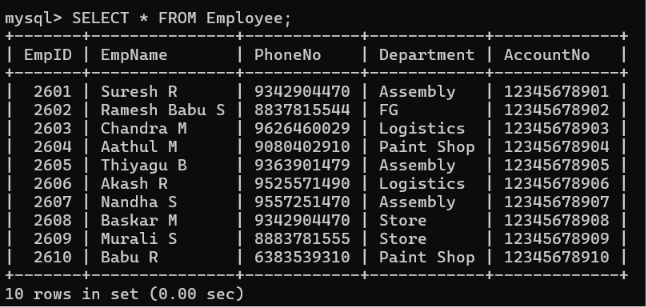 mysql> SELECT * FROM Employee;
+-------+---------------+------------+------------+-------------+
| EmpID | EmpName       | PhoneNo    | Department | AccountNo   |
+-------+---------------+------------+------------+-------------+
|  2601 | Suresh R      | 9342904470 | Assembly   | 12345678901 |
|  2602 | Ramesh Babu S | 8837815544 | FG         | 12345678902 |
|  2603 | Chandra M     | 9626460029 | Logistics  | 12345678903 |
|  2604 | Aathul M      | 9080402910 | Paint Shop | 12345678904 |
|  2605 | Thiyagu B     | 9363901479 | Assembly   | 12345678905 |
|  2606 | Akash R       | 9525571490 | Logistics  | 12345678906 |
|  2607 | Nandha S      | 9557251470 | Assembly   | 12345678907 |
|  2608 | Baskar M      | 9342904470 | Store      | 12345678908 |
|  2609 | Murali S      | 8883781555 | Store      | 12345678909 |
|  2610 | Babu R        | 6383539310 | Paint Shop | 12345678910 |
+-------+---------------+------------+------------+-------------+
10 rows in set (0.00 sec)